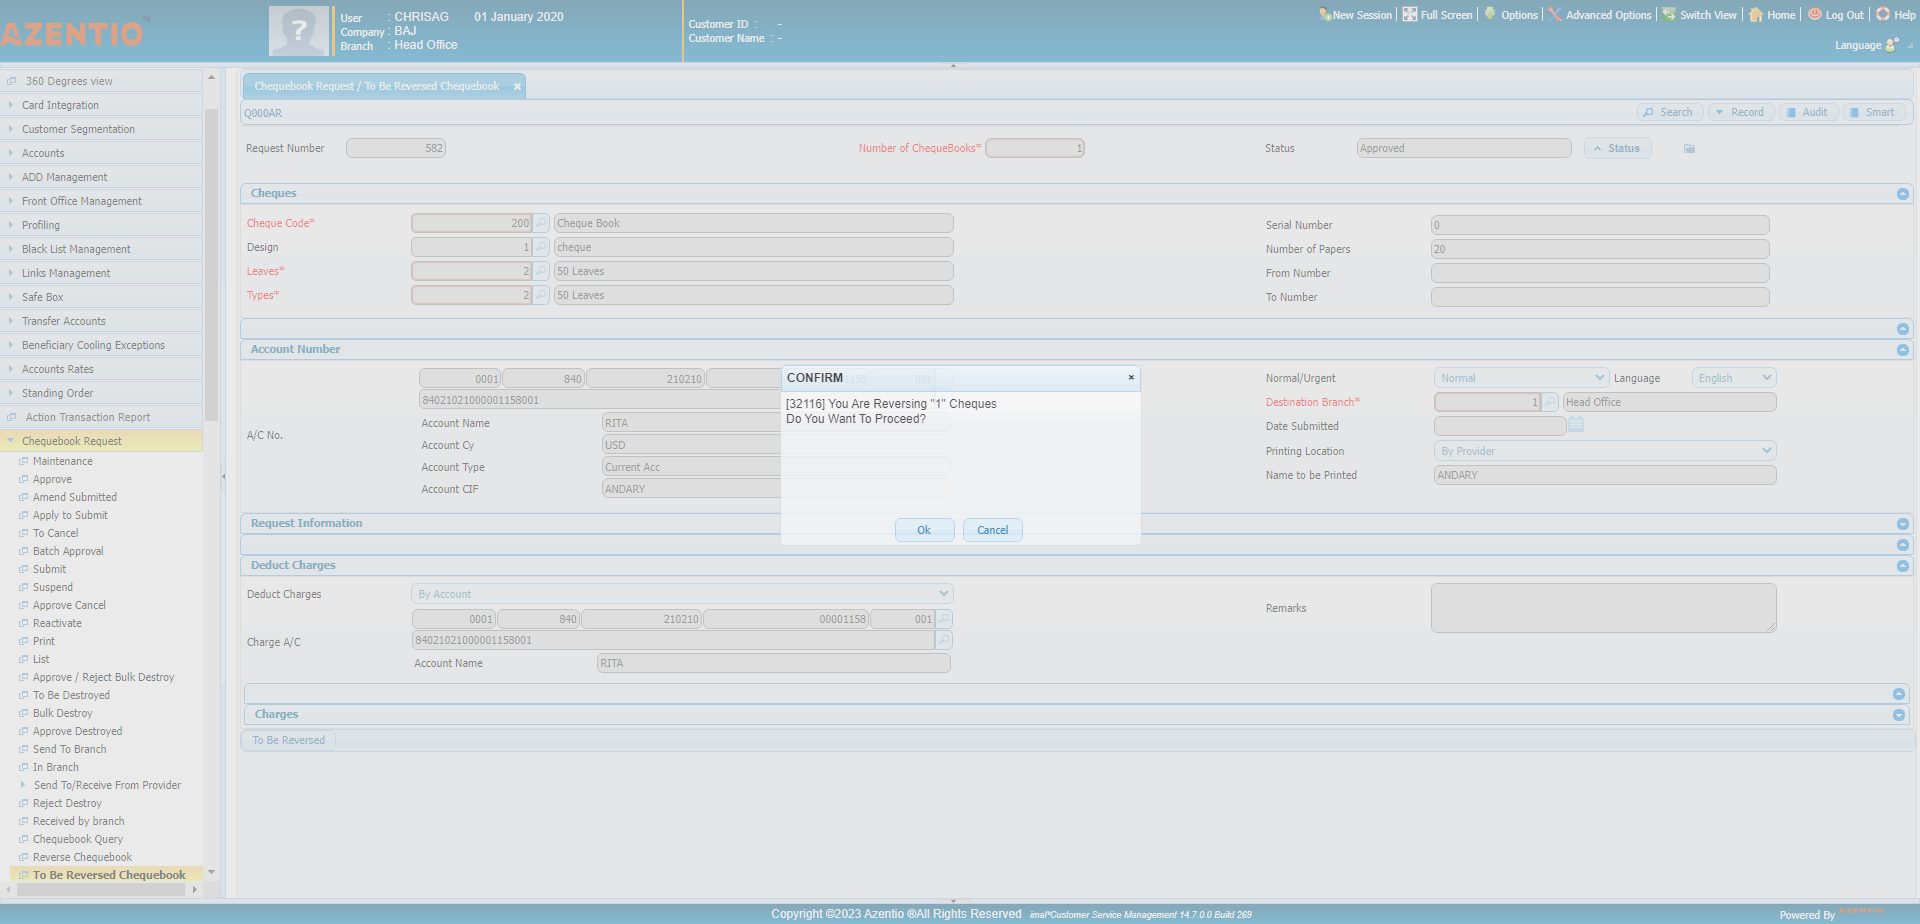 AZENTIO
User : CHRISAG 01 January 2020
Company : BAJ
Branch : Head Office
Customer ID : -
Customer Name : -
New Session Full Screen Options Advanced Options Switch View Home Log Out Help
Language
360 Degrees view
Card Integration
Customer Segmentation
Accounts
ADD Management
Front Office Management
Profiling
Black List Management
Links Management
Safe Box
Transfer Accounts
Beneficiary Cooling Exceptions
Accounts Rates
Standing Order
Action Transaction Report
Chequebook Request
Maintenance
Approve
Amend Submitted
Apply to Submit
To Cancel
Batch Approval
Submit
Suspend
Approve Cancel
Reactivate
Print
List
Approve / Reject Bulk Destroy
To Be Destroyed
Bulk Destroy
Approve Destroyed
Send To Branch
In Branch
Send To/Receive From Provider
Reject Destroy
Received by branch
Chequebook Query
Reverse Chequebook
To Be Reversed Chequebook
Chequebook Request / To Be Reversed Chequebook
Q000AR Search Record Audit Smart
Request Number 582 Number of ChequeBooks* 1 Status Approved Status
Cheques
Cheque Code* 200 Cheque Book
Design 1 cheque
Leaves* 2 50 Leaves
Types* 2 50 Leaves
Serial Number 0
Number of Papers 20
From Number
To Number
Account Number
A/C No.
0001 840 210210 001
84021021000001158001
Account Name RITA
Account Cy USD
Account Type Current Acc
Account CIF ANDARY
Normal/Urgent Normal Language English
Destination Branch* 1 Head Office
Date Submitted
Printing Location By Provider
Name to be Printed ANDARY
CONFIRM
[32116] You Are Reversing "1" Cheques
Do You Want To Proceed?
Ok Cancel
Request Information
Deduct Charges
Deduct Charges By Account
0001 840 210210 00001158 001
Charge A/C 84021021000001158001
Account Name RITA
Remarks
Charges
To Be Reversed
Copyright ©2023 Azentio ®All Rights Reserved imal*Customer Service Management 14.7.0.0 Build 269
Powered By AZENTIO